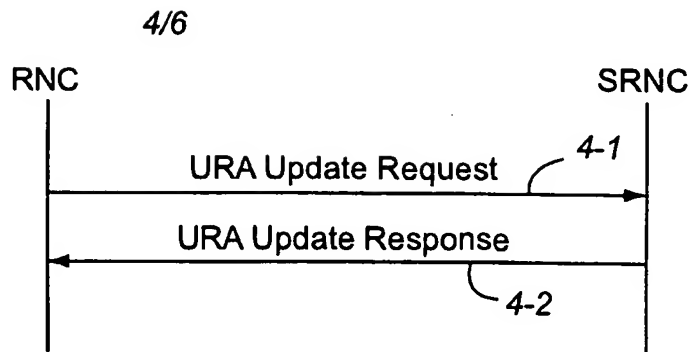 4/6
RNC
SRNC
URA Update Request
4-1
URA Update Response
4-2